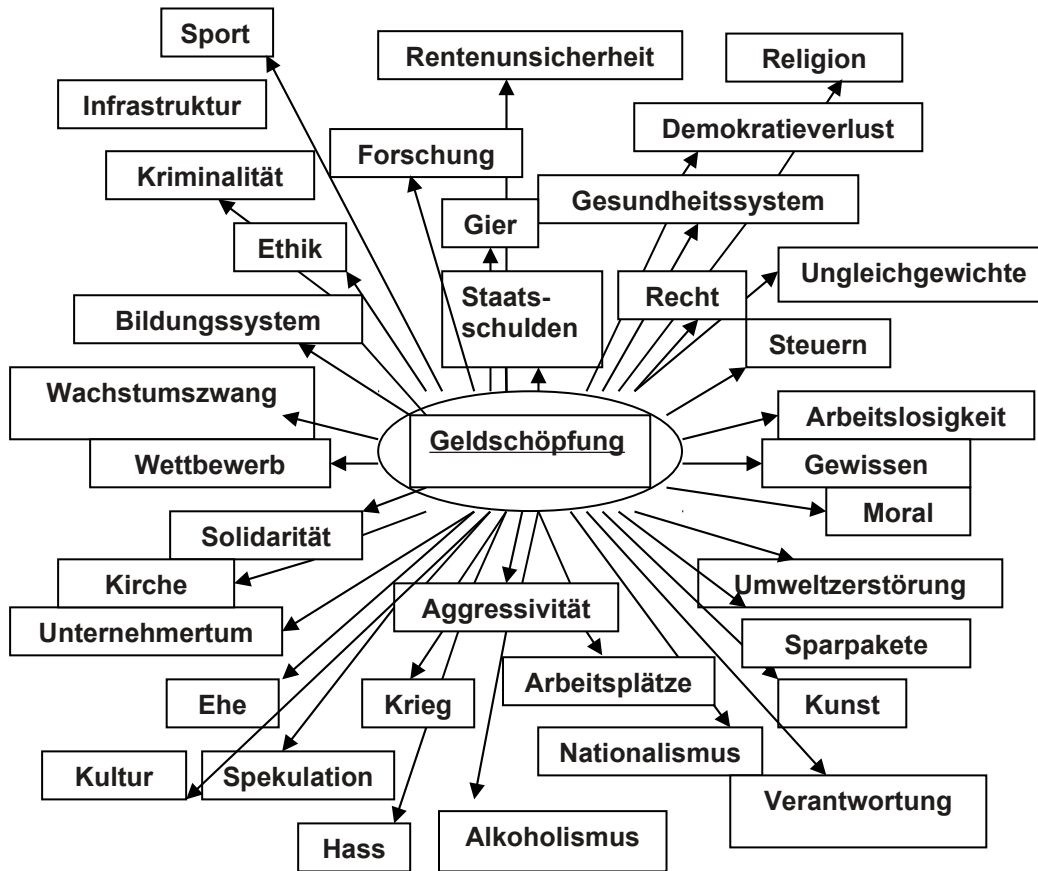 Sport
Rentenunsicherheit
Religion
Infrastruktur
Demokratieverlust
Forschung
Kriminalität
Gesundheitssystem
Gier
Ethik
Ungleichgewichte
Staats-
schulden
Recht
Bildungssystem
Steuern
Wachstumszwang
Arbeitslosigkeit
Geldschöpfung
Wettbewerb
Gewissen
Moral
Solidarität
Kirche
Umweltzerstörung
Aggressivität
Unternehmertum
Sparpakete
Arbeitsplätze
Ehe
Krieg
Kunst
Nationalismus
Kultur
Spekulation
Verantwortung
Hass
Alkoholismus